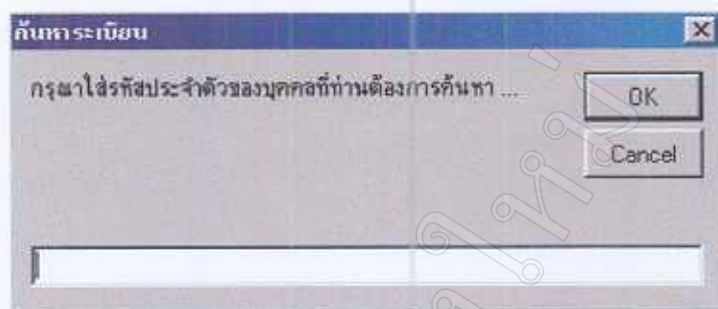 ค้นหาระเบียน
กรุณาใส่รหัสประจำตัวของบุคคลที่ท่านต้องการค้นหา ...
OK
Cancel